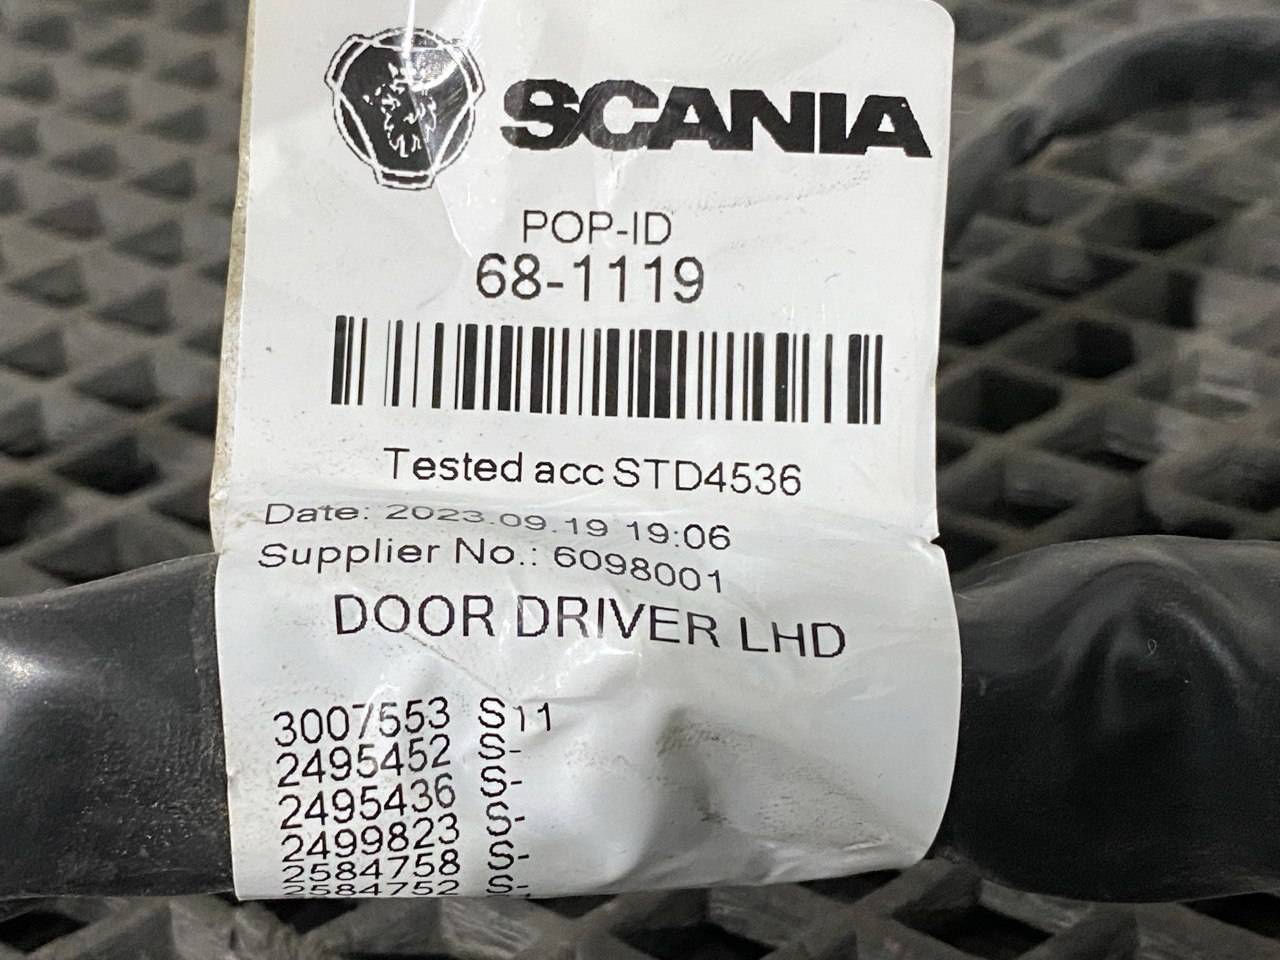 SCANIA
POP-ID
68-1119
Tested acc STD4536
Date: 2023.09.19 19:06
Supplier No.: 6098001
DOOR DRIVER LHD
3007553 S11
2495452 S-
2495436 S-
2499823 S-
2584758 S-
2584752 S-